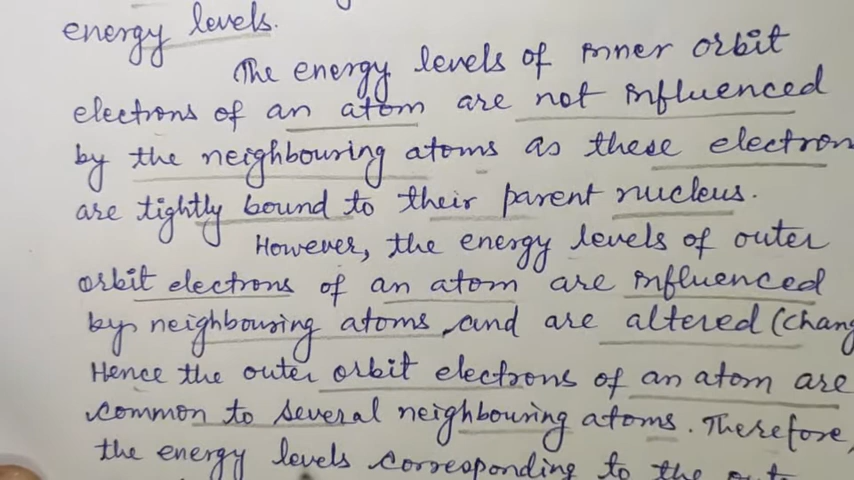 energy levels.
The energy levels of inner orbit
electrons of an atom are not influenced
by the neighbouring atoms as these electron
are tightly bound to their parent nucleus.
However, the energy levels of outer
orbit electrons of an atom are influenced
by neighbouring atoms, and are altered (chang
Hence the outer orbit electrons of an atom are
common to several neighbouring atoms. Therefore,
the energy levels corresponding to the